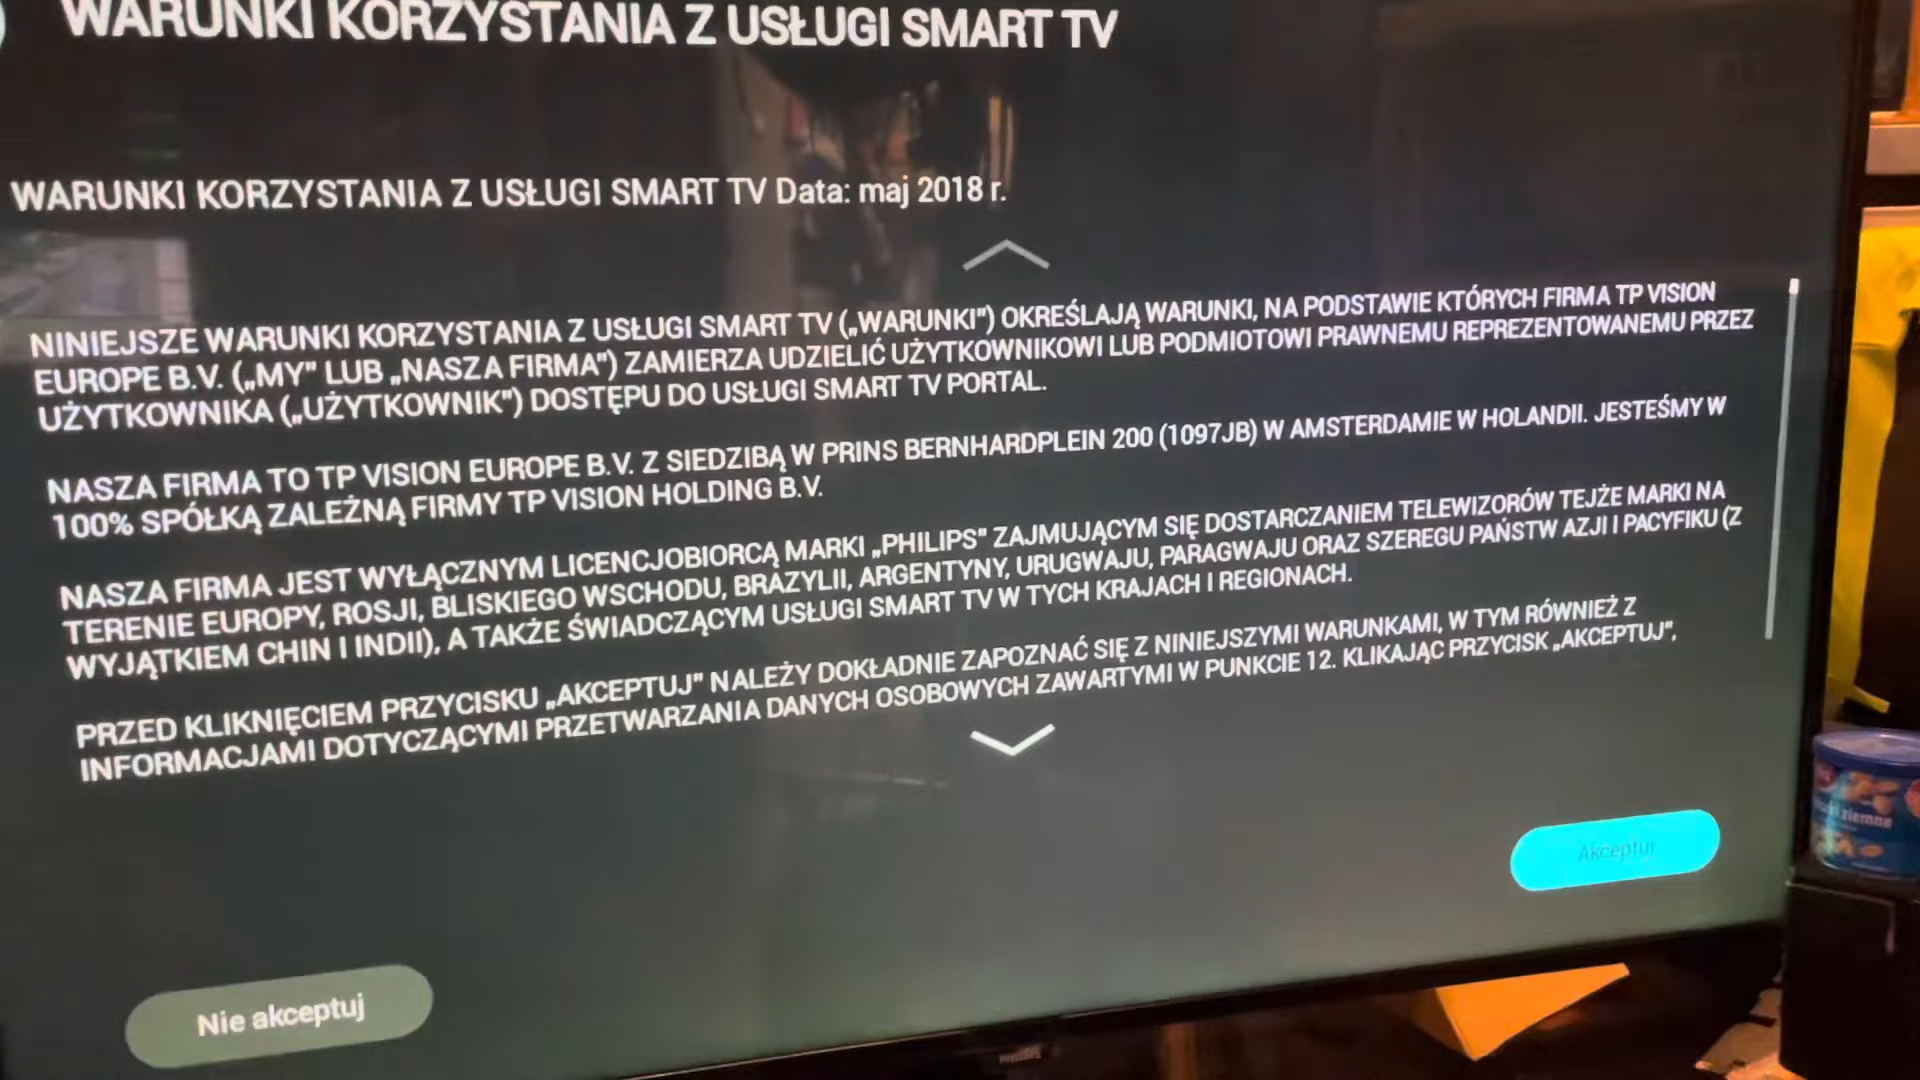 WARUNKI KORZYSTANIA Z USŁUGI SMART TV
WARUNKI KORZYSTANIA Z USŁUGI SMART TV Data: maj 2018 r.
NINIEJSZE WARUNKI KORZYSTANIA Z USŁUGI SMART TV („WARUNKI") OKREŚLAJĄ WARUNKI, NA PODSTAWIE KTÓRYCH FIRMA TP VISION
EUROPE B.V. („MY" LUB „NASZA FIRMA") ZAMIERZA UDZIELIĆ UŻYTKOWNIKOWI LUB PODMIOTOWI PRAWNEMU REPREZENTOWANEMU PRZEZ
UŻYTKOWNIKA („UŻYTKOWNIK") DOSTĘPU DO USŁUGI SMART TV PORTAL.
NASZA FIRMA TO TP VISION EUROPE B.V. Z SIEDZIBĄ W PRINS BERNHARDPLEIN 200 (1097JB) W AMSTERDAMIE W HOLANDII. JESTEŚMY W
100% SPÓŁKĄ ZALEŻNĄ FIRMY TP VISION HOLDING B.V.
NASZA FIRMA JEST WYŁĄCZNYM LICENCJOBIORCĄ MARKI „PHILIPS" ZAJMUJĄCYM SIĘ DOSTARCZANIEM TELEWIZORÓW TEJŻE MARKI NA
TERENIE EUROPY, ROSJI, BLISKIEGO WSCHODU, BRAZYLII, ARGENTYNY, URUGWAJU, PARAGWAJU ORAZ SZEREGU PAŃSTW AZJI I PACYFIKU (Z
WYJĄTKIEM CHIN I INDII), A TAKŻE ŚWIADCZĄCYM USŁUGI SMART TV W TYCH KRAJACH I REGIONACH.
PRZED KLIKNIĘCIEM PRZYCISKU „AKCEPTUJ" NALEŻY DOKŁADNIE ZAPOZNAĆ SIĘ Z NINIEJSZYMI WARUNKAMI, W TYM RÓWNIEŻ Z
INFORMACJAMI DOTYCZĄCYMI PRZETWARZANIA DANYCH OSOBOWYCH ZAWARTYMI W PUNKCIE 12. KLIKAJĄC PRZYCISK „AKCEPTUJ",
Akceptuj
Nie akceptuj
ziemne